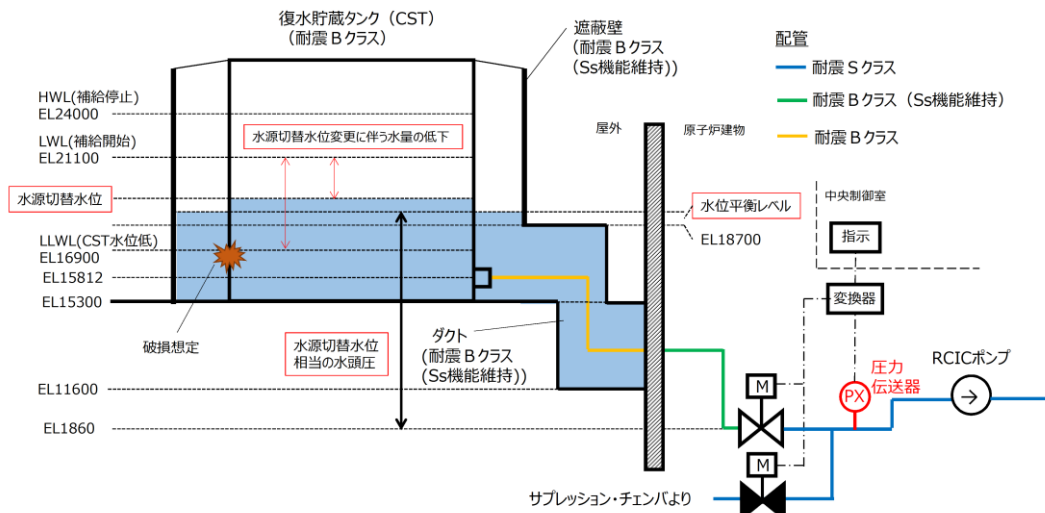 復水貯蔵タンク（CST）
（耐震Ｂクラス）
遮蔽壁
（耐震Ｂクラス
（Ss機能維持））
配管
耐震Ｓクラス
耐震Ｂクラス（Ss機能維持）
耐震Ｂクラス
HWL(補給停止)
EL24000
LWL(補給開始)
EL21100
水源切替水位変更に伴う水量の低下
屋外
原子炉建物
水源切替水位
水位平衡レベル
EL18700
中央制御室
指示
LLWL(CST水位低)
EL16900
EL15812
EL15300
変換器
破損想定
水源切替水位
相当の水頭圧
ダクト
（耐震Ｂクラス
（Ss機能維持））
EL11600
EL1860
M
PX
圧力
伝送器
RCICポンプ
M
サプレッション・チェンバより